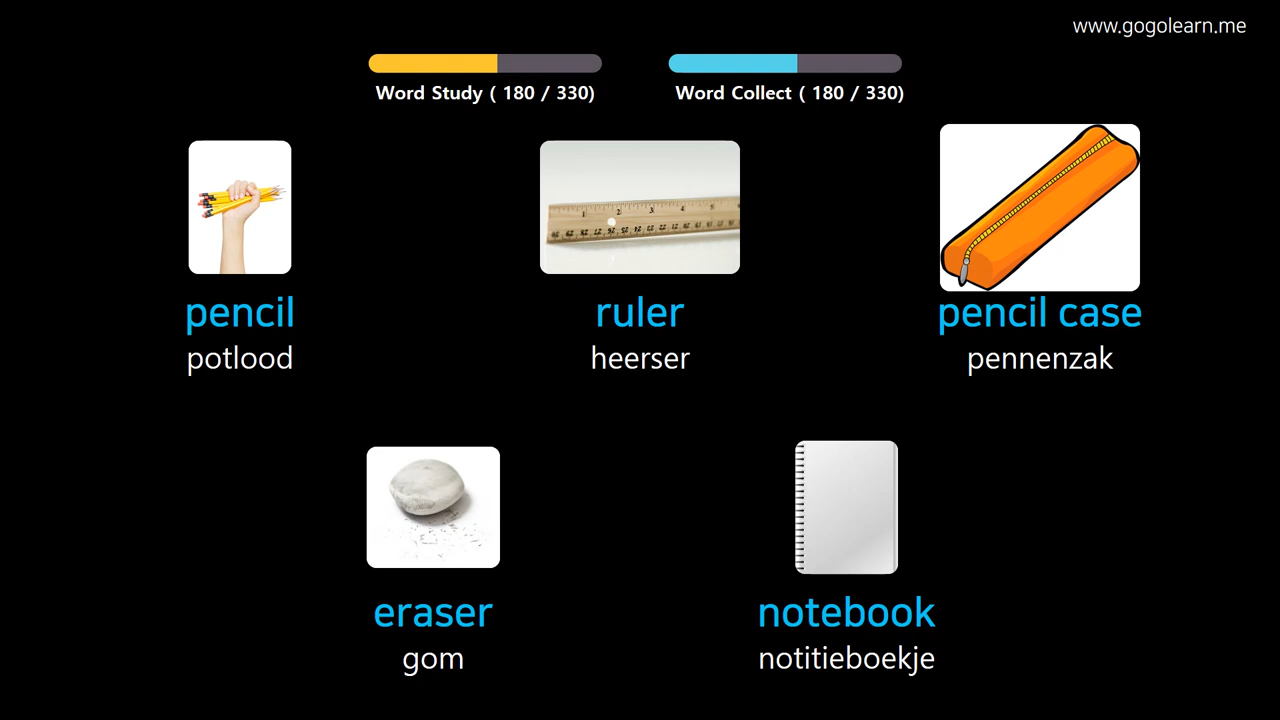 www.gogolearn.me
Word Study ( 180 / 330)
Word Collect ( 180 / 330)
pencil
potlood
ruler
heerser
pencil case
pennenzak
eraser
gom
notebook
notitieboekje